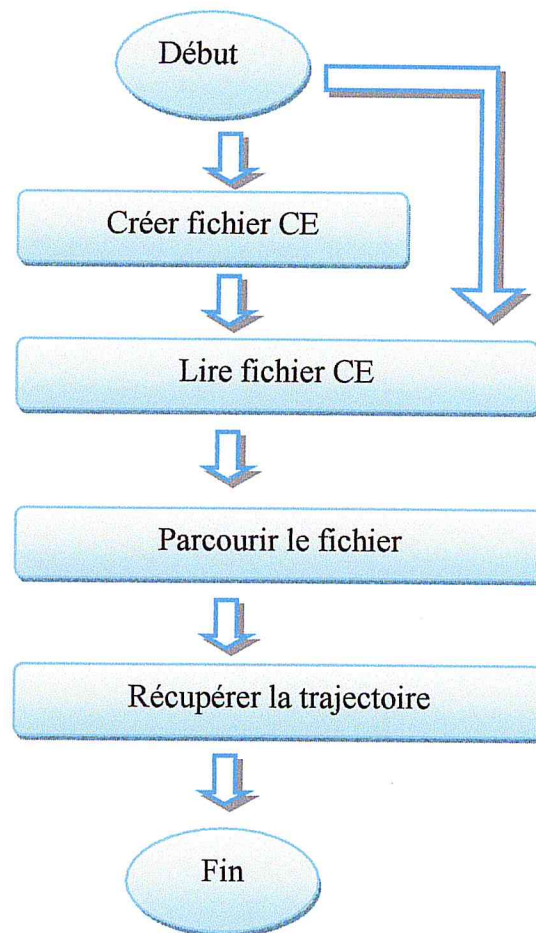 Début
Créer fichier CE
Lire fichier CE
Parcourir le fichier
Récupérer la trajectoire
Fin